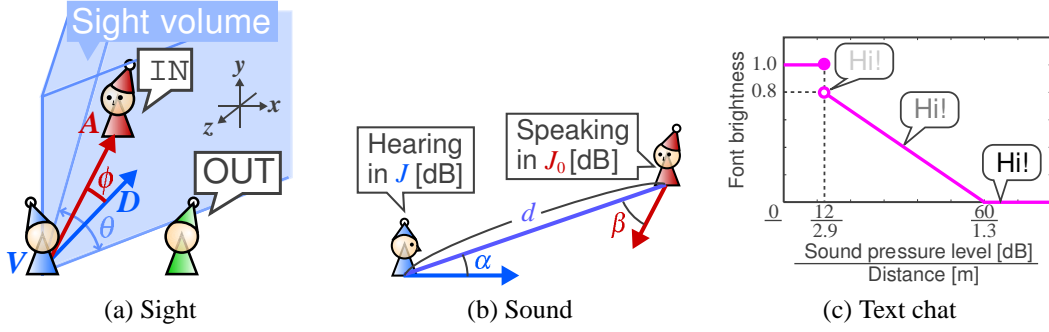 Sight volume
IN
y
x
z
A
ϕ
D
OUT
θ
V
(a) Sight
Hearing
in J [dB]
Speaking
in J₀ [dB]
d
β
α
(b) Sound
Font brightness
1.0
0.8
Hi!
Hi!
Hi!
0 12 60
2.9 1.3
Sound pressure level [dB]
Distance [m]
(c) Text chat